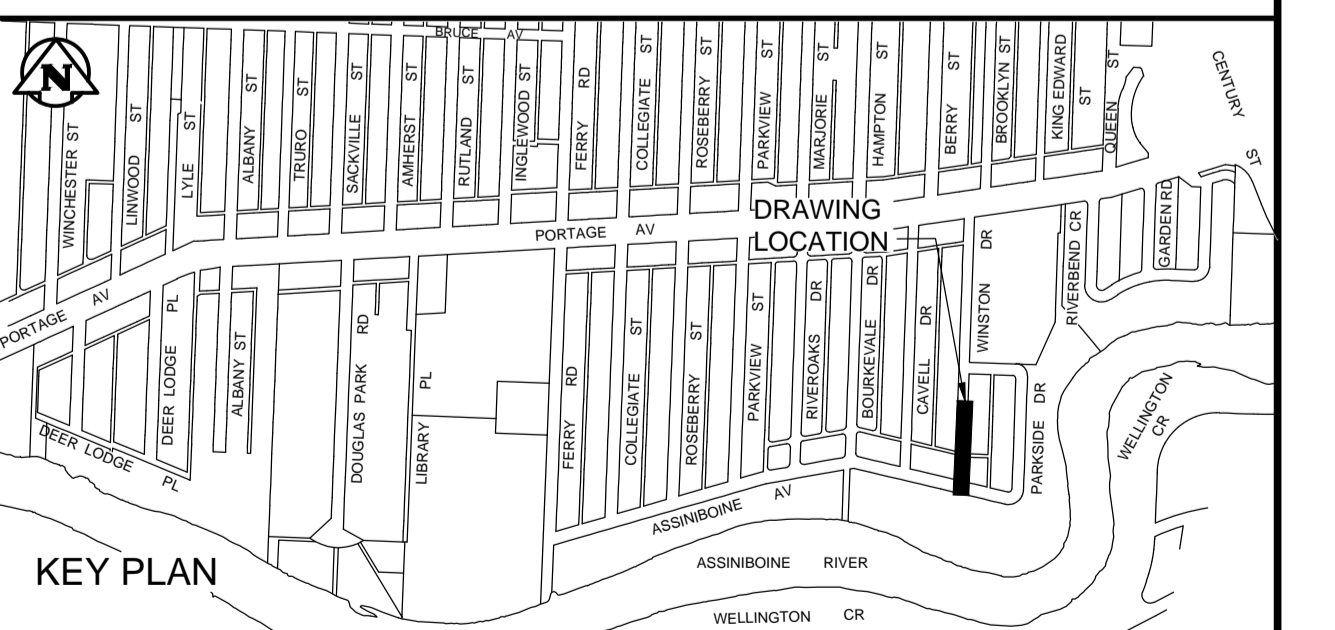 BRUCE AV
N
WINCHESTER ST
LINWOOD ST
LYLE ST
ALBANY ST
TRURO ST
SACKVILLE ST
AMHERST ST
RUTLAND ST
INGLEWOOD ST
FERRY RD
COLLEGIATE ST
ROSEBERRY ST
PARKVIEW ST
MARJORIE ST
HAMPTON ST
BERRY ST
BROOKLYN ST
KING EDWARD ST
QUEEN ST
CENTURY ST
DRAWING
LOCATION
PORTAGE AV
PORTAGE AV
GARDEN RD
RIVERBEND CR
WINSTON DR
DEER LODGE PL
ALBANY ST
DOUGLAS PARK RD
LIBRARY PL
FERRY RD
COLLEGIATE ST
ROSEBERRY ST
PARKVIEW ST
RIVEROAKS DR
BOURKEVALE DR
CAVELL DR
PARKSIDE DR
WELLINGTON
CR
DEER LODGE PL
ASSINIBOINE AV
ASSINIBOINE RIVER
KEY PLAN
WELLINGTON CR